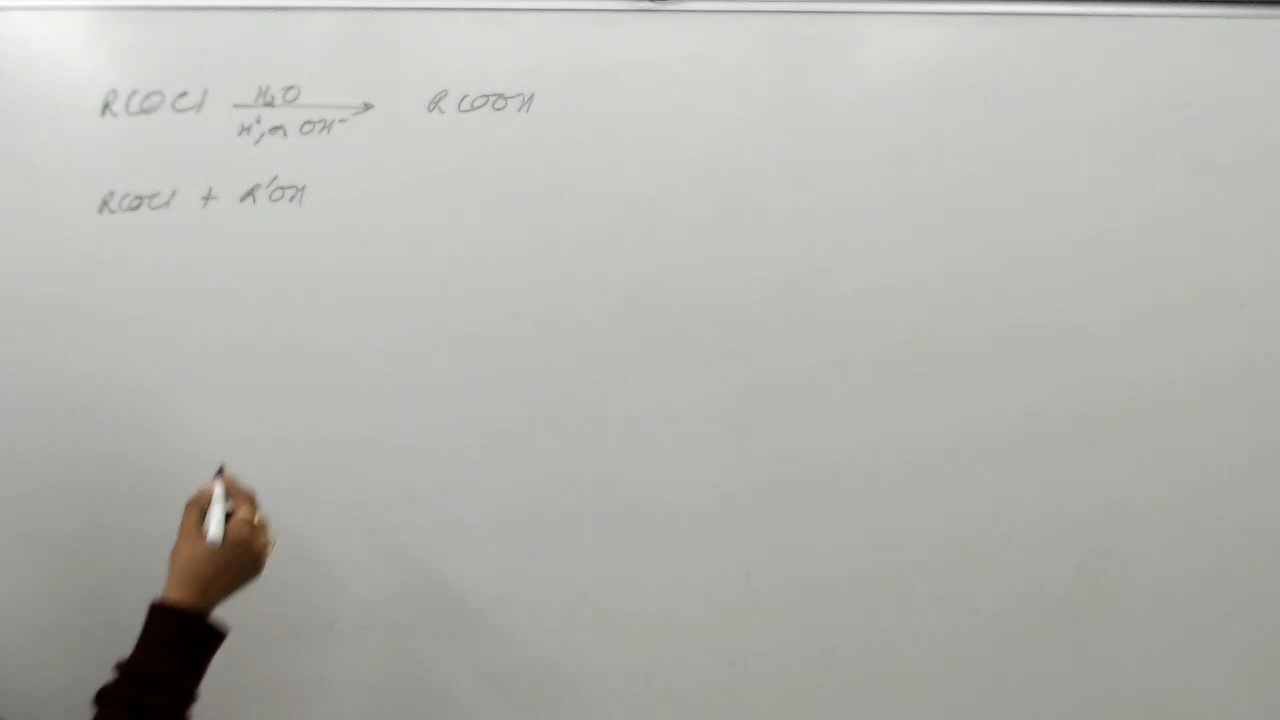 RCOCl H₂O RCOOH
H⁺, or OH⁻
RCOCl + R'OH